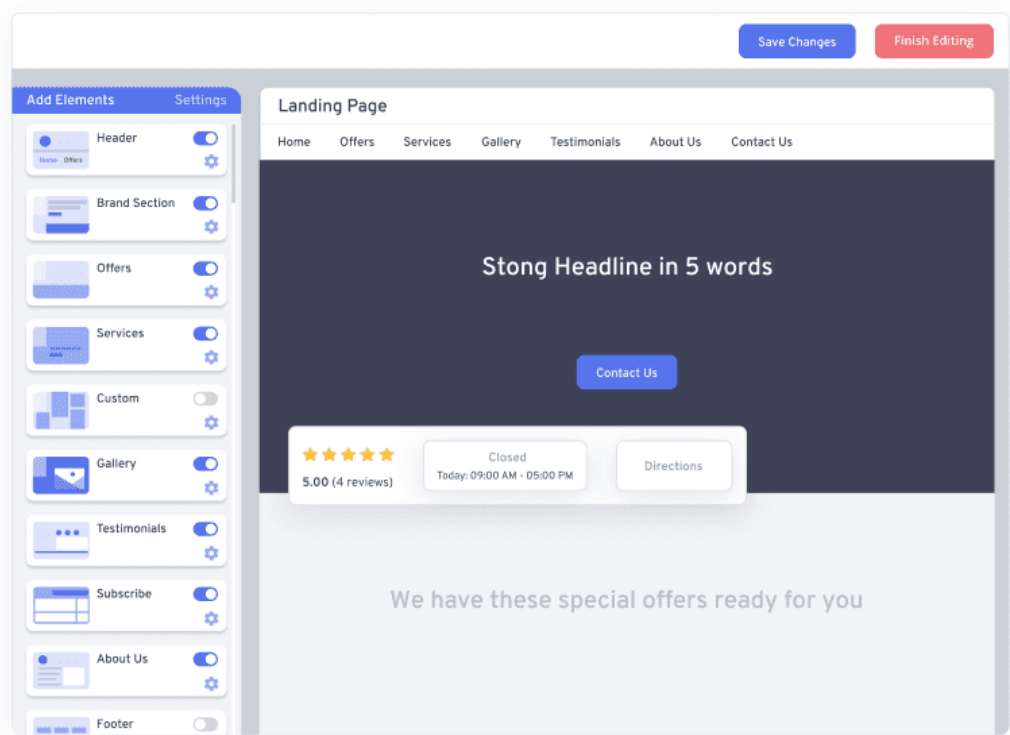 Save Changes
Finish Editing
Add Elements
Settings
Landing Page
Home
Offers
Services
Gallery
Testimonials
About Us
Contact Us
Header
Home Offers
Brand Section
Offers
Services
Custom
Gallery
Testimonials
Subscribe
About Us
Footer
Stong Headline in 5 words
Contact Us
5.00 (4 reviews)
Closed
Today: 09:00 AM - 05:00 PM
Directions
We have these special offers ready for you